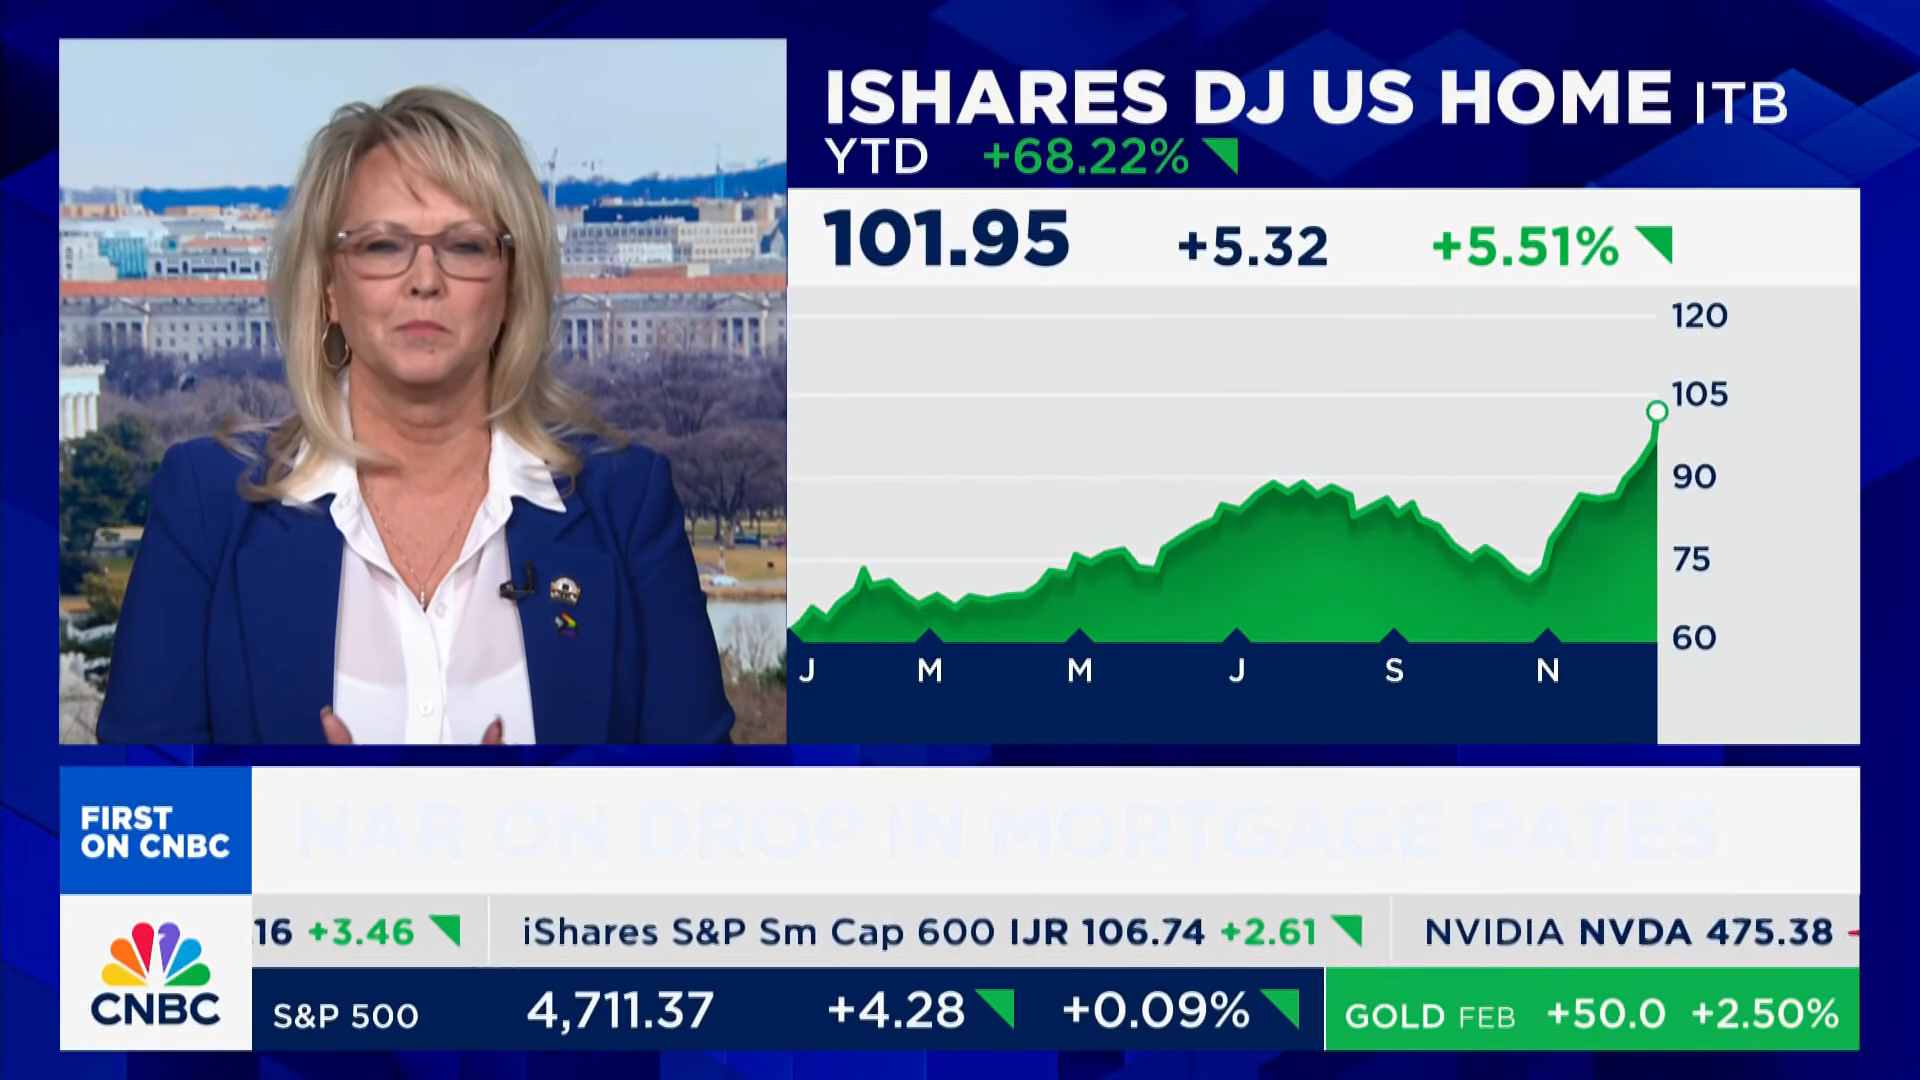 ISHARES DJ US HOME ITB
YTD +68.22%
101.95 +5.32 +5.51%
120
105
90
75
60
J M M J S N
FIRST
ON CNBC
NAR ON DROP IN MORTGAGE RATES
.16 +3.46 iShares S&P Sm Cap 600 IJR 106.74 +2.61 NVIDIA NVDA 475.38
CNBC
S&P 500 4,711.37 +4.28 +0.09% GOLD FEB +50.0 +2.50%